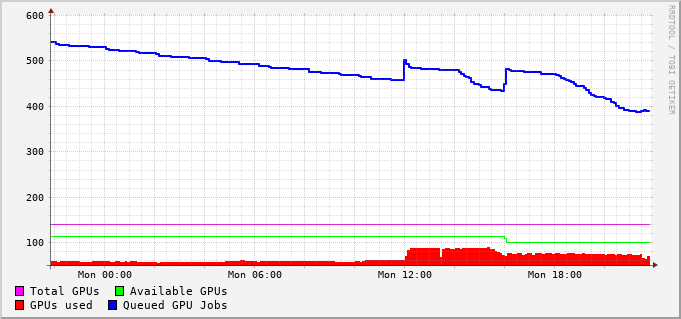 600
500
400
300
200
100
Mon 00:00 Mon 06:00 Mon 12:00 Mon 18:00
Total GPUs Available GPUs
GPUs used Queued GPU Jobs
RRDTOOL / TOBI OETIKER